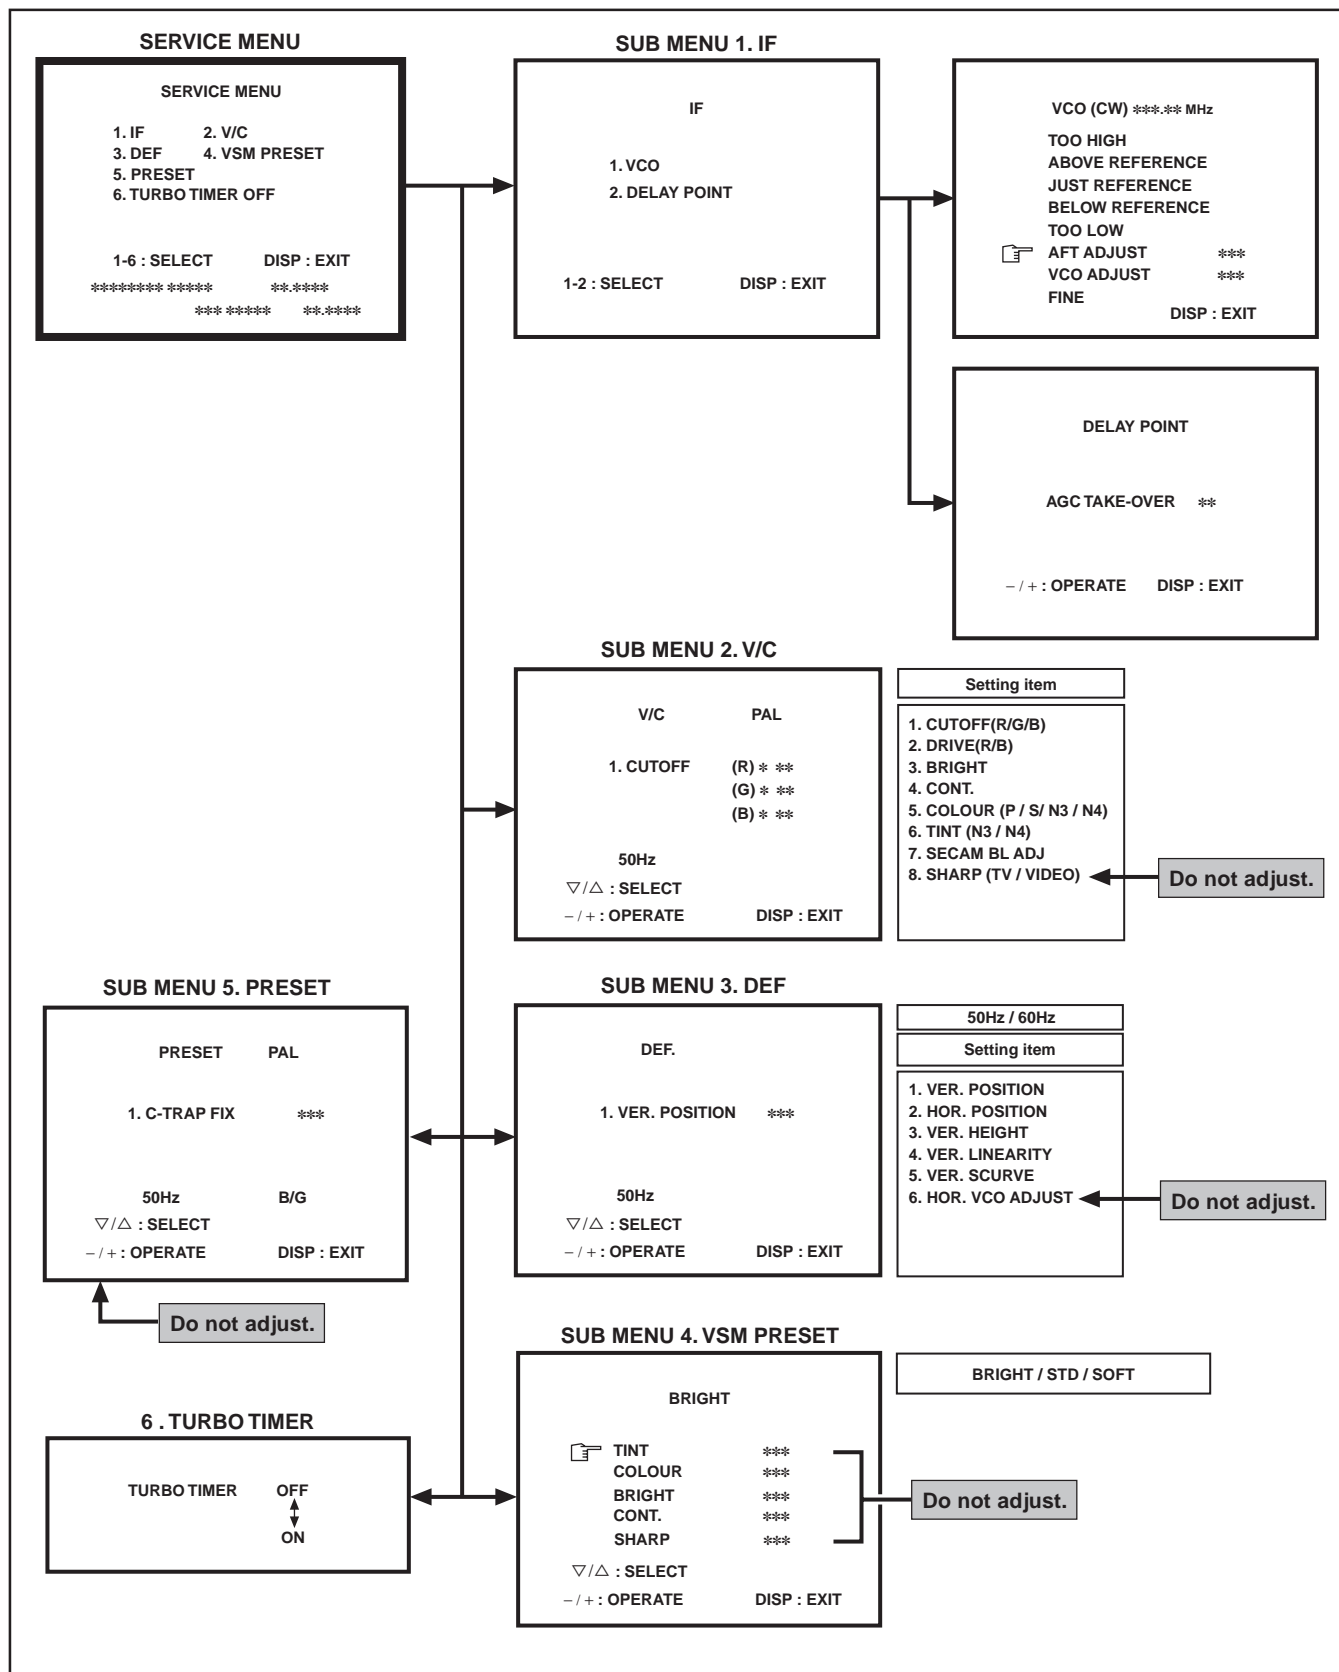 SERVICE MENU
SERVICE MENU
1. IF 2. V/C
3. DEF 4. VSM PRESET
5. PRESET
6. TURBO TIMER OFF
1-6 : SELECT DISP : EXIT
******** ***** **.****
*** ***** **.****
SUB MENU 1. IF
IF
1. VCO
2. DELAY POINT
1-2 : SELECT DISP : EXIT
VCO (CW) ***.** MHz
TOO HIGH
ABOVE REFERENCE
JUST REFERENCE
BELOW REFERENCE
TOO LOW
☞ AFT ADJUST ***
VCO ADJUST ***
FINE
DISP : EXIT
DELAY POINT
AGC TAKE-OVER **
– / + : OPERATE DISP : EXIT
SUB MENU 2. V/C
V/C PAL
1. CUTOFF (R) * **
(G) * **
(B) * **
50Hz
▽/△ : SELECT
– / + : OPERATE DISP : EXIT
Setting item
1. CUTOFF(R/G/B)
2. DRIVE(R/B)
3. BRIGHT
4. CONT.
5. COLOUR (P / S/ N3 / N4)
6. TINT (N3 / N4)
7. SECAM BL ADJ
8. SHARP (TV / VIDEO)
Do not adjust.
SUB MENU 5. PRESET
PRESET PAL
1. C-TRAP FIX ***
50Hz B/G
▽/△ : SELECT
– / + : OPERATE DISP : EXIT
Do not adjust.
SUB MENU 3. DEF
DEF.
1. VER. POSITION ***
50Hz
▽/△ : SELECT
– / + : OPERATE DISP : EXIT
50Hz / 60Hz
Setting item
1. VER. POSITION
2. HOR. POSITION
3. VER. HEIGHT
4. VER. LINEARITY
5. VER. SCURVE
6. HOR. VCO ADJUST
Do not adjust.
6 . TURBO TIMER
TURBO TIMER OFF
ON
SUB MENU 4. VSM PRESET
BRIGHT
☞ TINT ***
COLOUR ***
BRIGHT ***
CONT. ***
SHARP ***
▽/△ : SELECT
– / + : OPERATE DISP : EXIT
BRIGHT / STD / SOFT
Do not adjust.